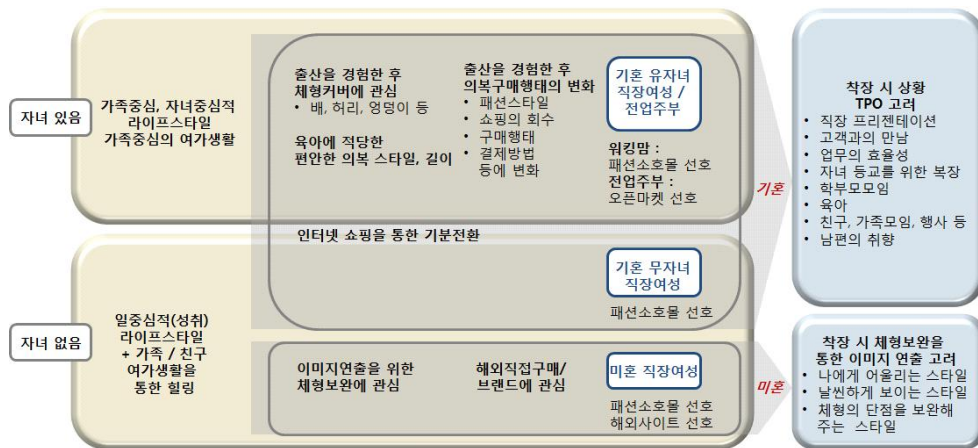 자녀 있음
가족중심, 자녀중심적
라이프스타일
가족중심의 여가생활
출산을 경험한 후
체형커버에 관심
• 배, 허리, 엉덩이 등
육아에 적당한
편안한 의복 스타일, 길이
출산을 경험한 후
의복구매행태의 변화
• 패션스타일
• 쇼핑의 회수
• 구매행태
• 결제방법
등에 변화
기혼 유자녀
직장여성 /
전업주부
워킹맘 :
패션소호몰 선호
전업주부 :
오픈마켓 선호
인터넷 쇼핑을 통한 기분전환
기혼 무자녀
직장여성
패션소호몰 선호
기혼
착장 시 상황
TPO 고려
• 직장 프리젠테이션
• 고객과의 만남
• 업무의 효율성
• 자녀 등교를 위한 복장
• 학부모모임
• 육아
• 친구, 가족모임, 행사 등
• 남편의 취향
자녀 없음
일중심적(성취)
라이프스타일
+ 가족 / 친구
여가생활을
통한 힐링
이미지연출을 위한
체형보완에 관심
해외직접구매/
브랜드에 관심
미혼 직장여성
패션소호몰 선호
해외사이트 선호
미혼
착장 시 체형보완을
통한 이미지 연출 고려
• 나에게 어울리는 스타일
• 날씬하게 보이는 스타일
• 체형의 단점을 보완해
주는 스타일